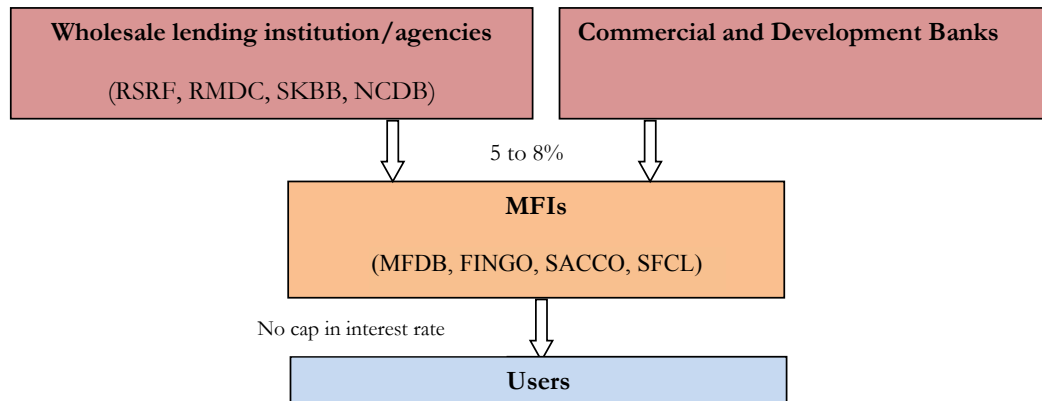 Wholesale lending institution/agencies
(RSRF, RMDC, SKBB, NCDB)
Commercial and Development Banks
5 to 8%
MFIs
(MFDB, FINGO, SACCO, SFCL)
No cap in interest rate
Users